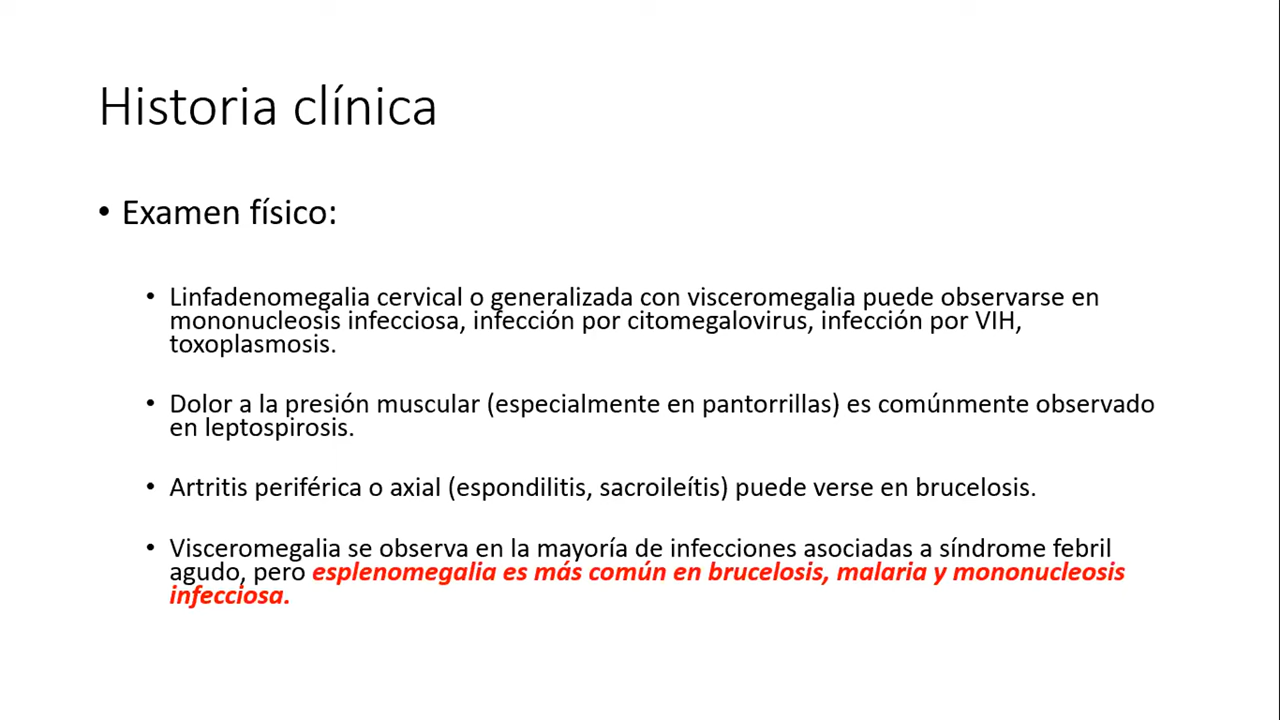 Historia clínica
• Examen físico:
• Linfadenomegalia cervical o generalizada con visceromegalia puede observarse en
mononucleosis infecciosa, infección por citomegalovirus, infección por VIH,
toxoplasmosis.
• Dolor a la presión muscular (especialmente en pantorrillas) es comúnmente observado
en leptospirosis.
• Artritis periférica o axial (espondilitis, sacroileítis) puede verse en brucelosis.
• Visceromegalia se observa en la mayoría de infecciones asociadas a síndrome febril
agudo, pero esplenomegalia es más común en brucelosis, malaria y mononucleosis
infecciosa.